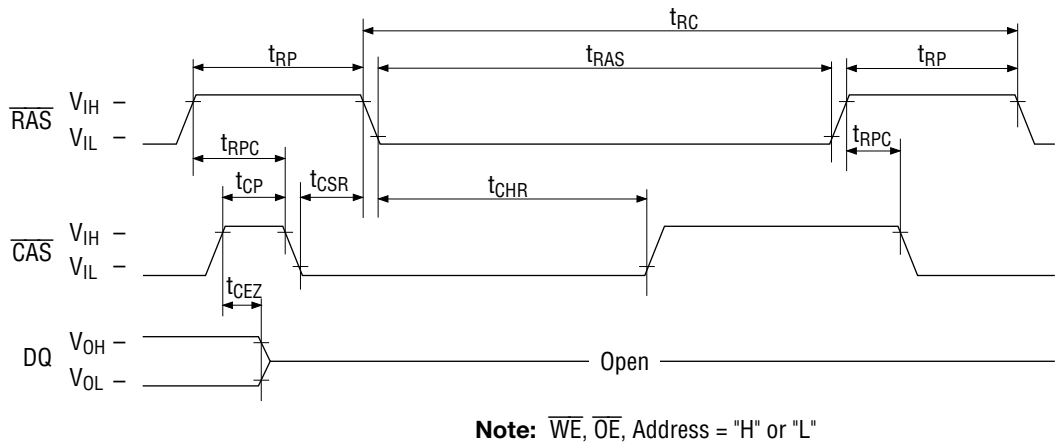 tRC
tRP tRAS tRP
RAS VIH –
VIL –
tRPC tRPC
tCP tCSR tCHR
CAS VIH –
VIL –
tCEZ
DQ VOH –
VOL –
Open
Note: WE, OE, Address = "H" or "L"